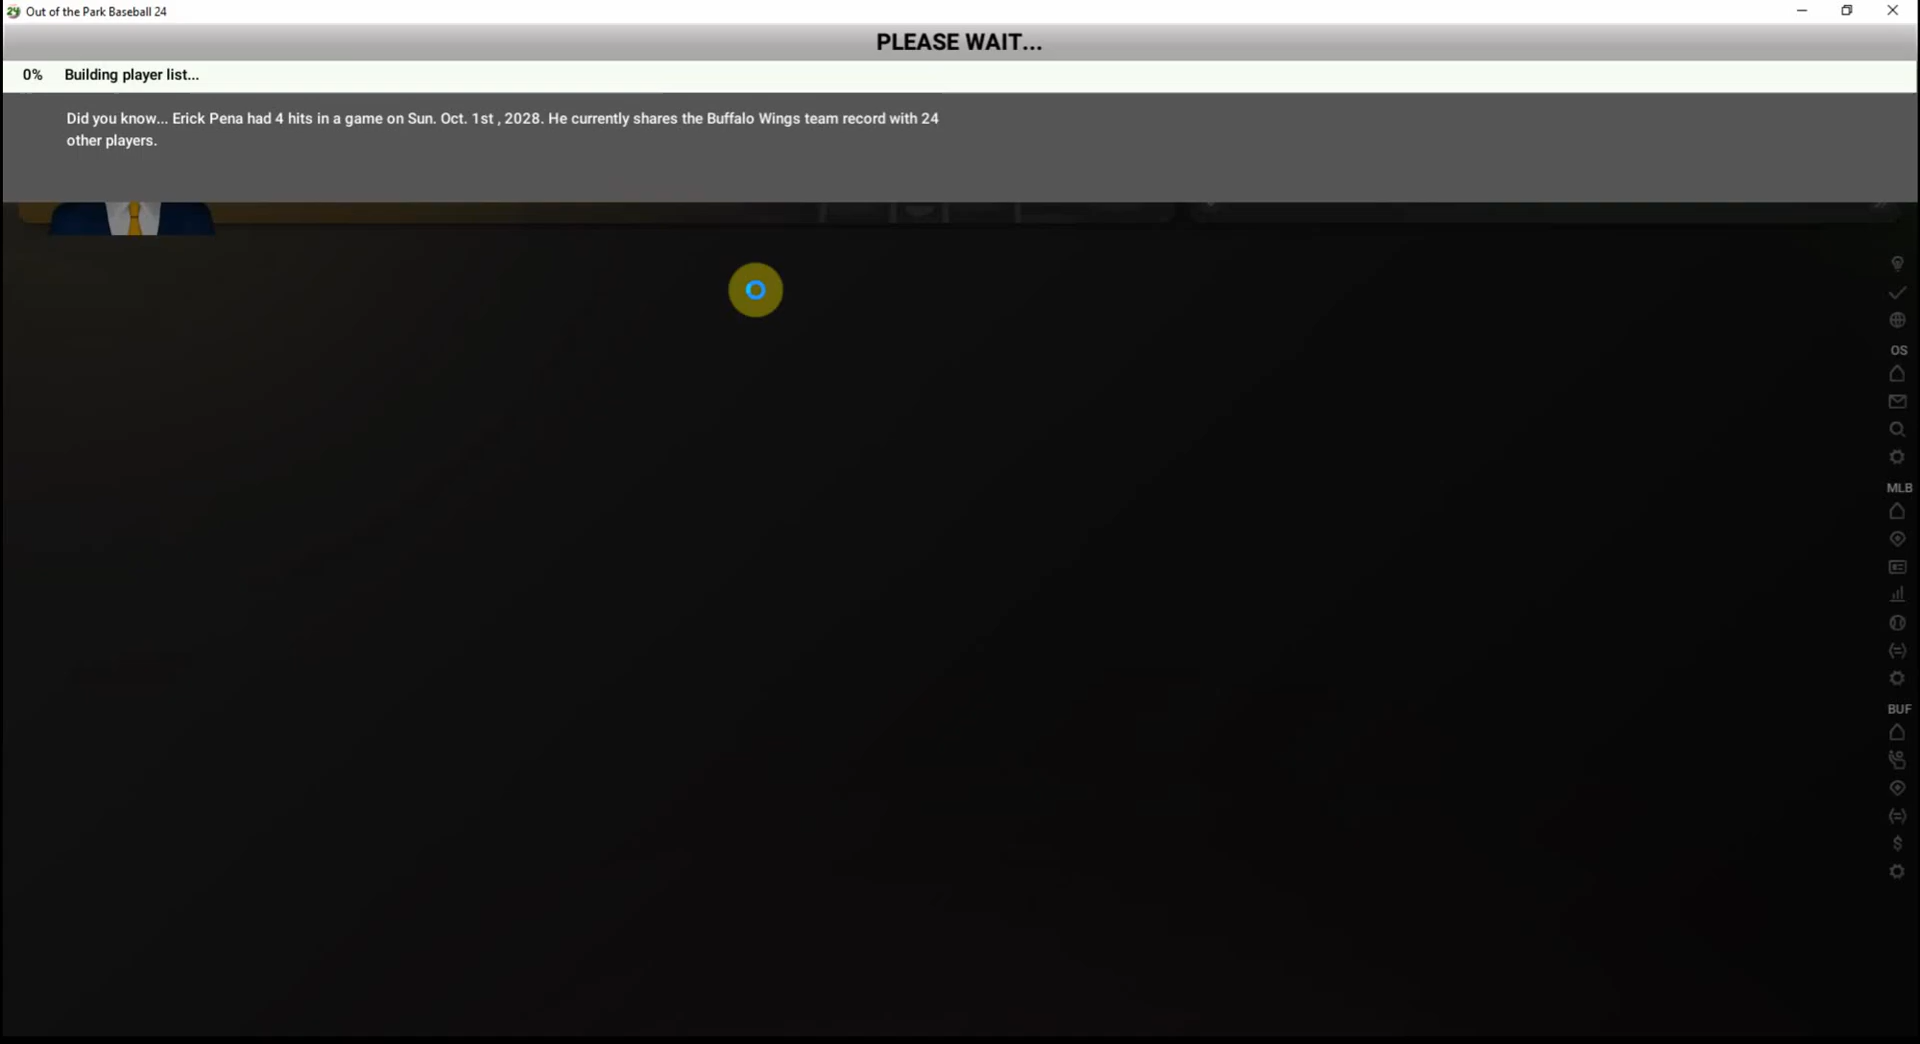 Out of the Park Baseball 24
PLEASE WAIT...
0% Building player list...
Did you know... Erick Pena had 4 hits in a game on Sun. Oct. 1st , 2028. He currently shares the Buffalo Wings team record with 24
other players.
OS
MLB
BUF